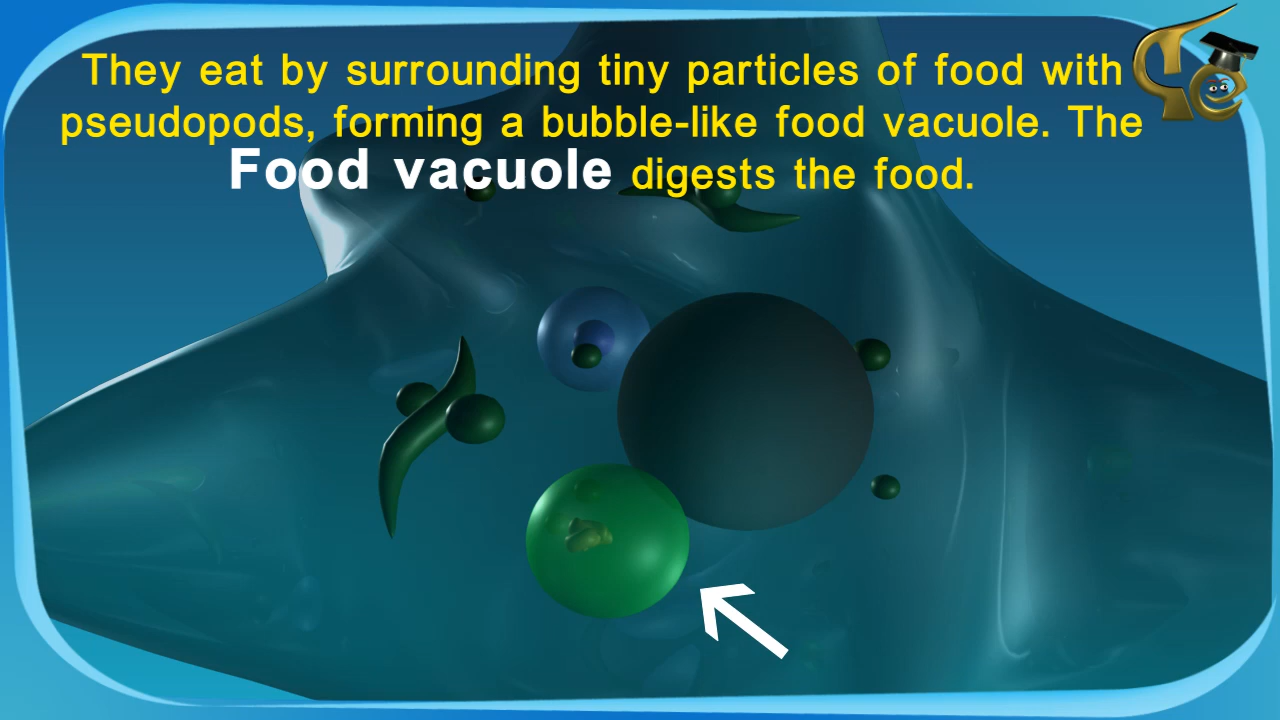 They eat by surrounding tiny particles of food with
pseudopods, forming a bubble-like food vacuole. The
Food vacuole digests the food.